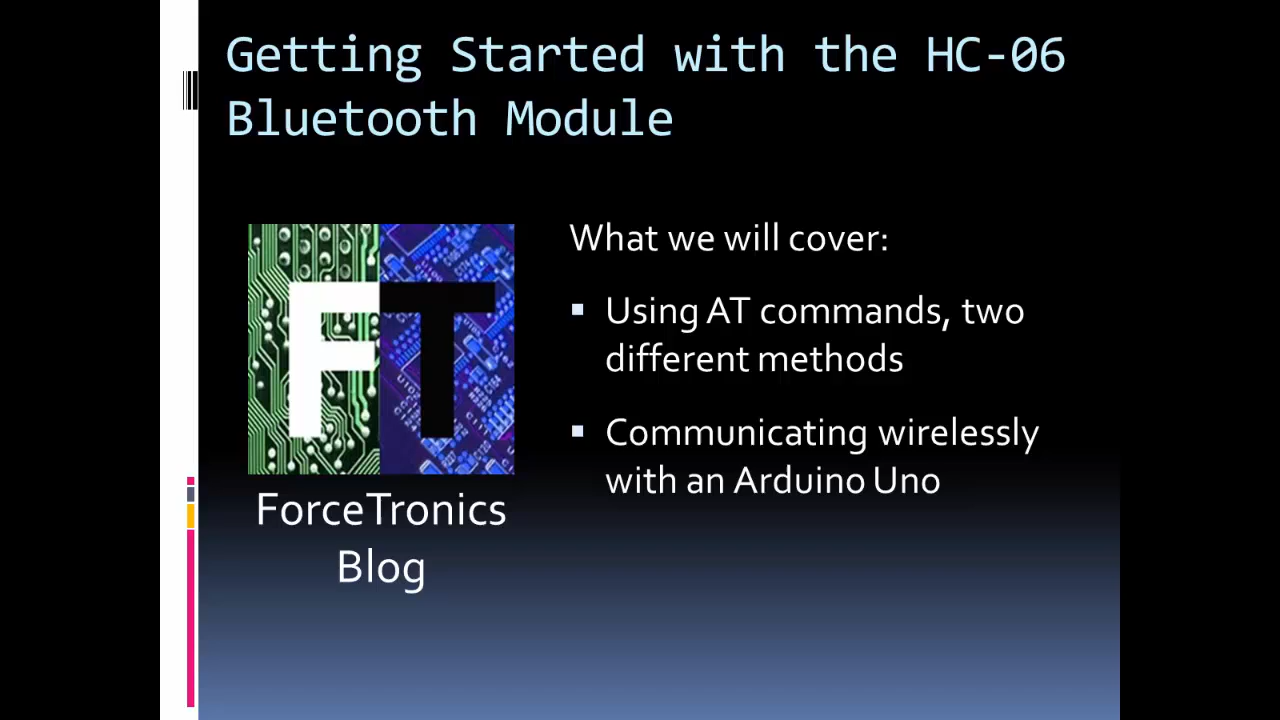 Getting Started with the HC-06
Bluetooth Module
FT
ForceTronics
Blog
What we will cover:
Using AT commands, two
different methods
Communicating wirelessly
with an Arduino Uno